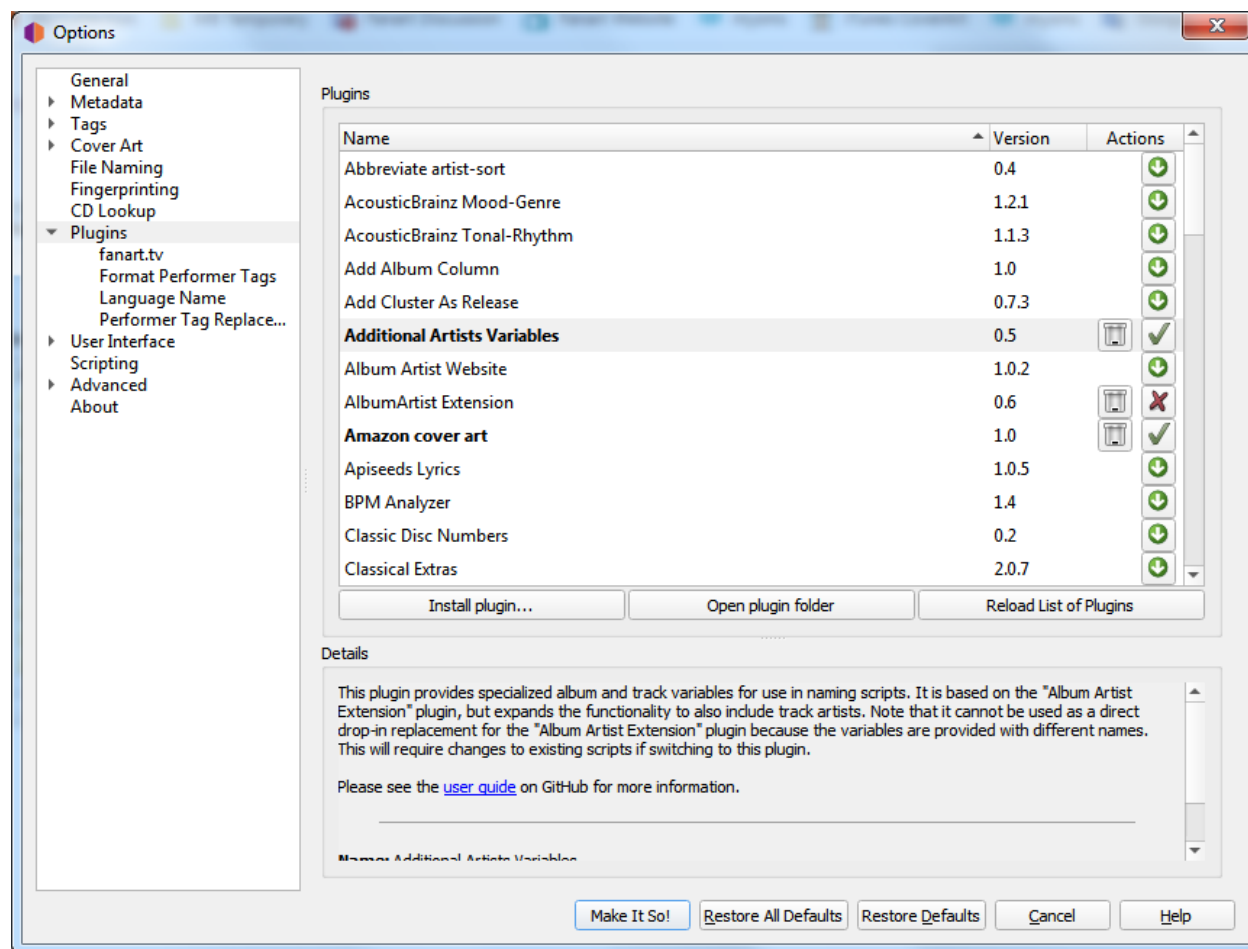 Options
General
Metadata
Tags
Cover Art
File Naming
Fingerprinting
CD Lookup
Plugins
fanart.tv
Format Performer Tags
Language Name
Performer Tag Replace...
User Interface
Scripting
Advanced
About
Plugins
Name Version Actions
Abbreviate artist-sort 0.4
AcousticBrainz Mood-Genre 1.2.1
AcousticBrainz Tonal-Rhythm 1.1.3
Add Album Column 1.0
Add Cluster As Release 0.7.3
Additional Artists Variables 0.5
Album Artist Website 1.0.2
AlbumArtist Extension 0.6
Amazon cover art 1.0
Apiseeds Lyrics 1.0.5
BPM Analyzer 1.4
Classic Disc Numbers 0.2
Classical Extras 2.0.7
Install plugin... Open plugin folder Reload List of Plugins
Details
This plugin provides specialized album and track variables for use in naming scripts. It is based on the "Album Artist
Extension" plugin, but expands the functionality to also include track artists. Note that it cannot be used as a direct
drop-in replacement for the "Album Artist Extension" plugin because the variables are provided with different names.
This will require changes to existing scripts if switching to this plugin.
Please see the user guide on GitHub for more information.
Name: Additional Artists Variables
Make It So! Restore All Defaults Restore Defaults Cancel Help